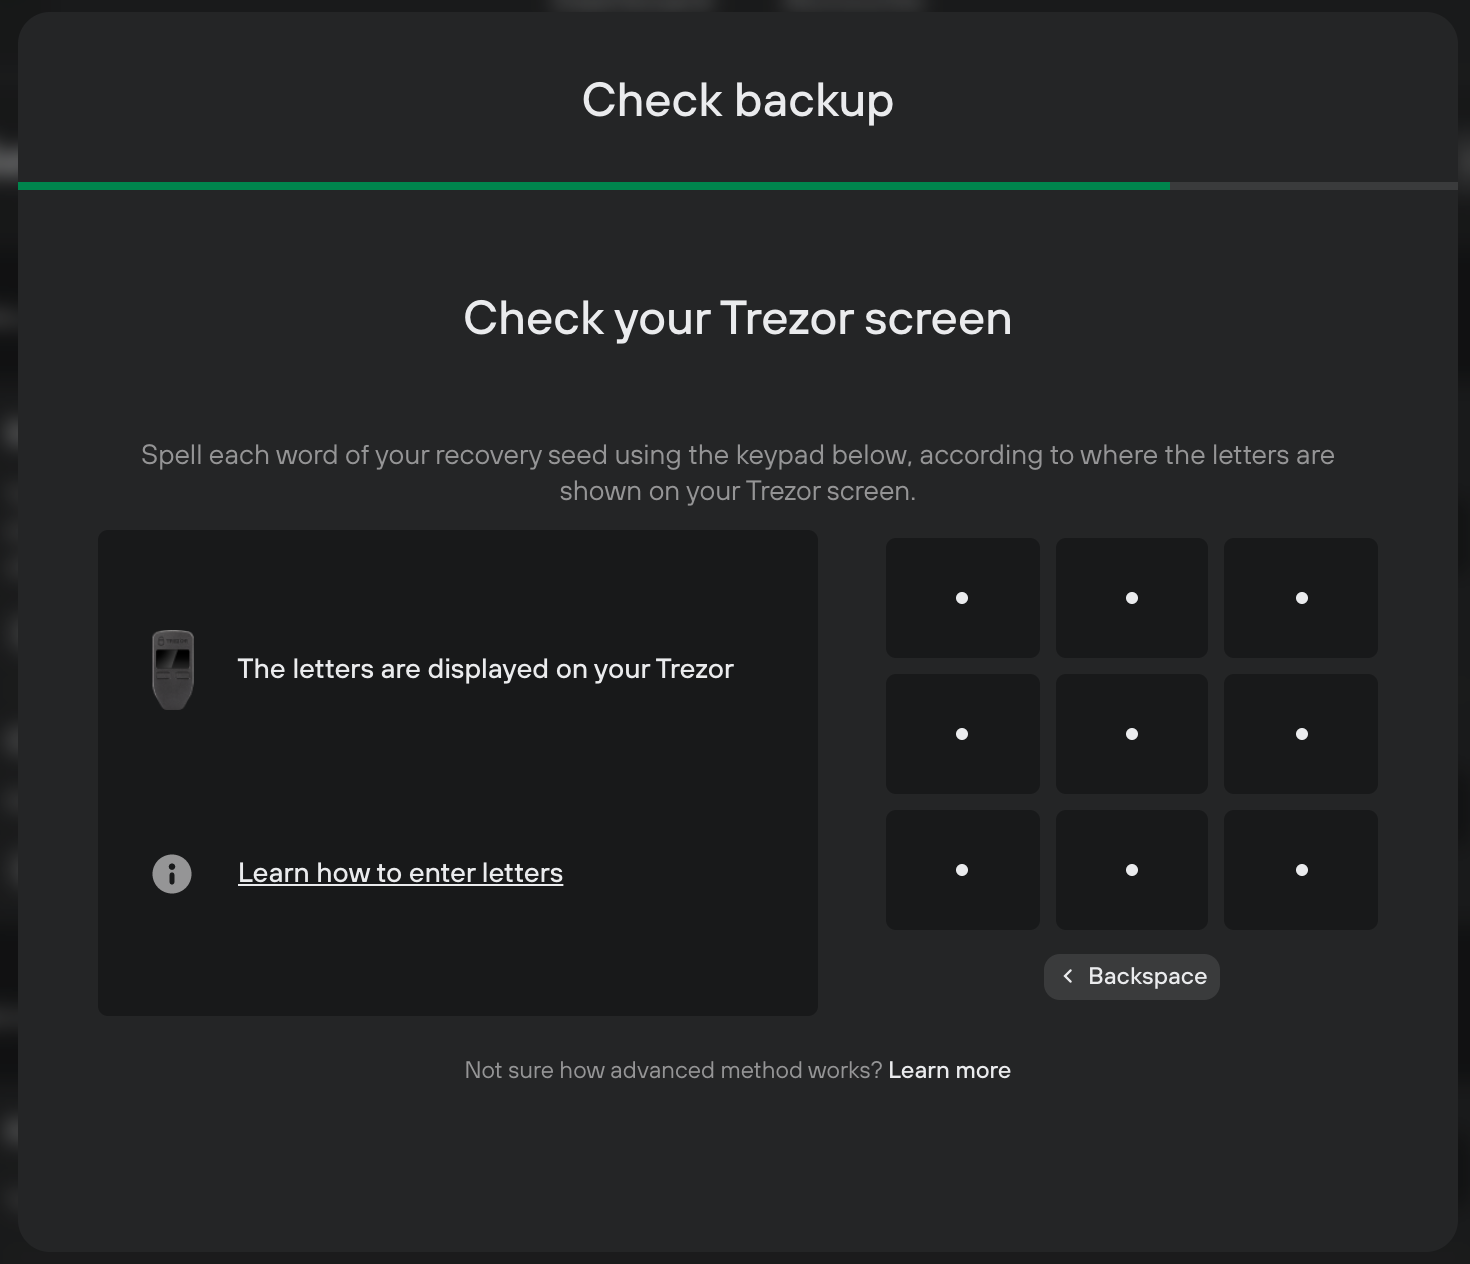 Check backup
Check your Trezor screen
Spell each word of your recovery seed using the keypad below, according to where the letters are
shown on your Trezor screen.
The letters are displayed on your Trezor
Learn how to enter letters
Backspace
Not sure how advanced method works? Learn more